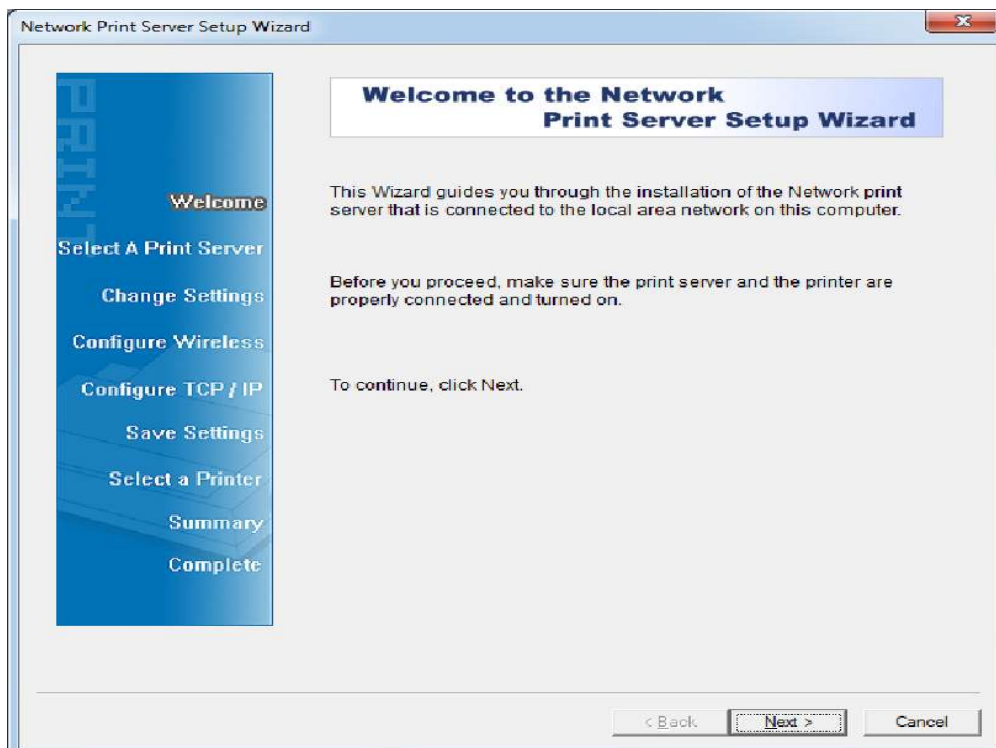 Network Print Server Setup Wizard
PRINT
Welcome
Select A Print Server
Change Settings
Configure Wireless
Configure TCP / IP
Save Settings
Select a Printer
Summary
Complete
Welcome to the Network
Print Server Setup Wizard
This Wizard guides you through the installation of the Network print
server that is connected to the local area network on this computer.
Before you proceed, make sure the print server and the printer are
properly connected and turned on.
To continue, click Next.
< Back
Next >
Cancel